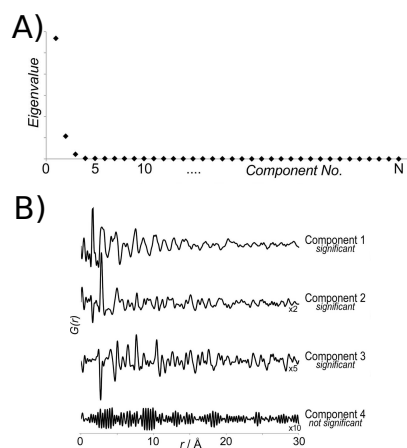 A)
Eigenvalue
0 5 10 .... Component No. N
B)
G(r)
Component 1
significant
Component 2
significant
x2
Component 3
significant
x5
Component 4
not significant
x10
0 10 20 30
r / Å